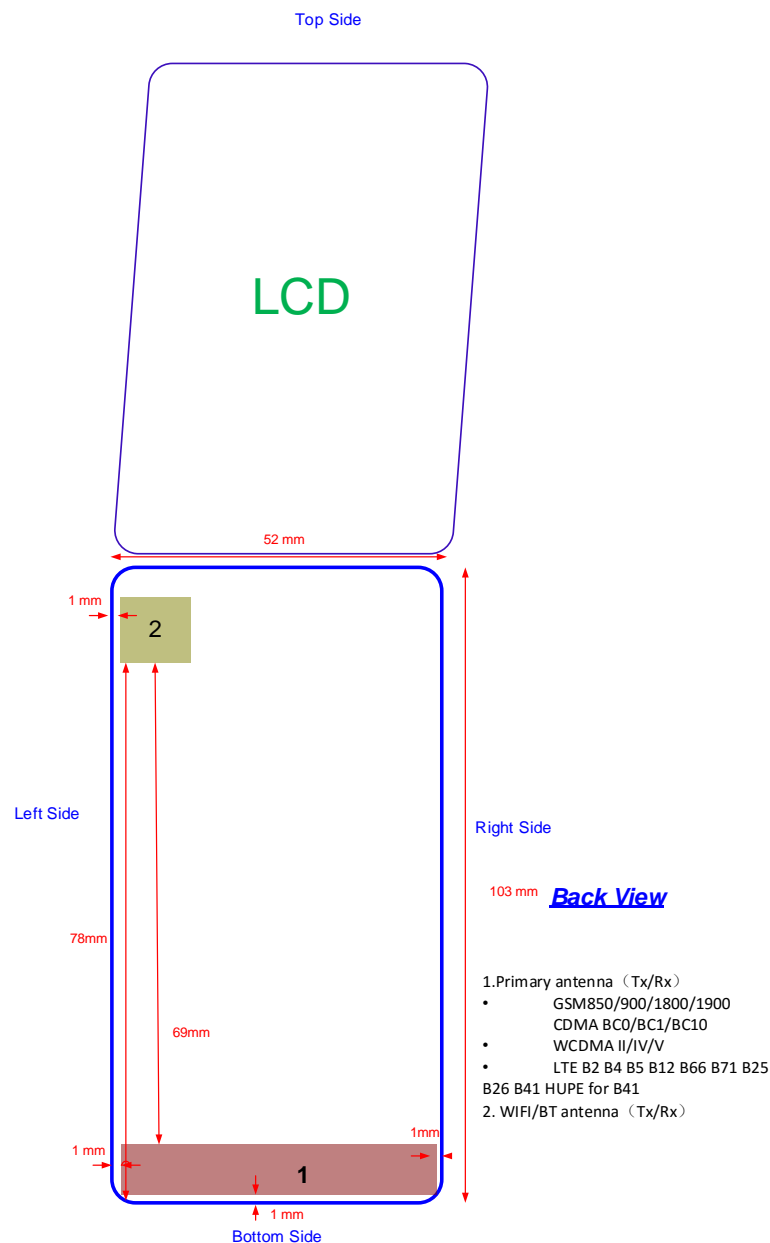 Top Side
LCD
52 mm
1 mm
2
Left Side
Right Side
103 mm
Back View
78mm
1.Primary antenna（Tx/Rx）
• GSM850/900/1800/1900
CDMA BC0/BC1/BC10
• WCDMA II/IV/V
69mm
• LTE B2 B4 B5 B12 B66 B71 B25
B26 B41 HUPE for B41
2. WIFI/BT antenna（Tx/Rx）
1mm
1 mm
1
1 mm
Bottom Side